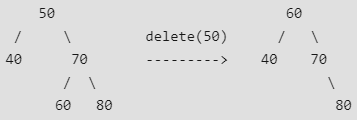 50                              60
/     \        delete(50)       /   \
40      70      --------->    40    70
/ \                            \
60   80                           80